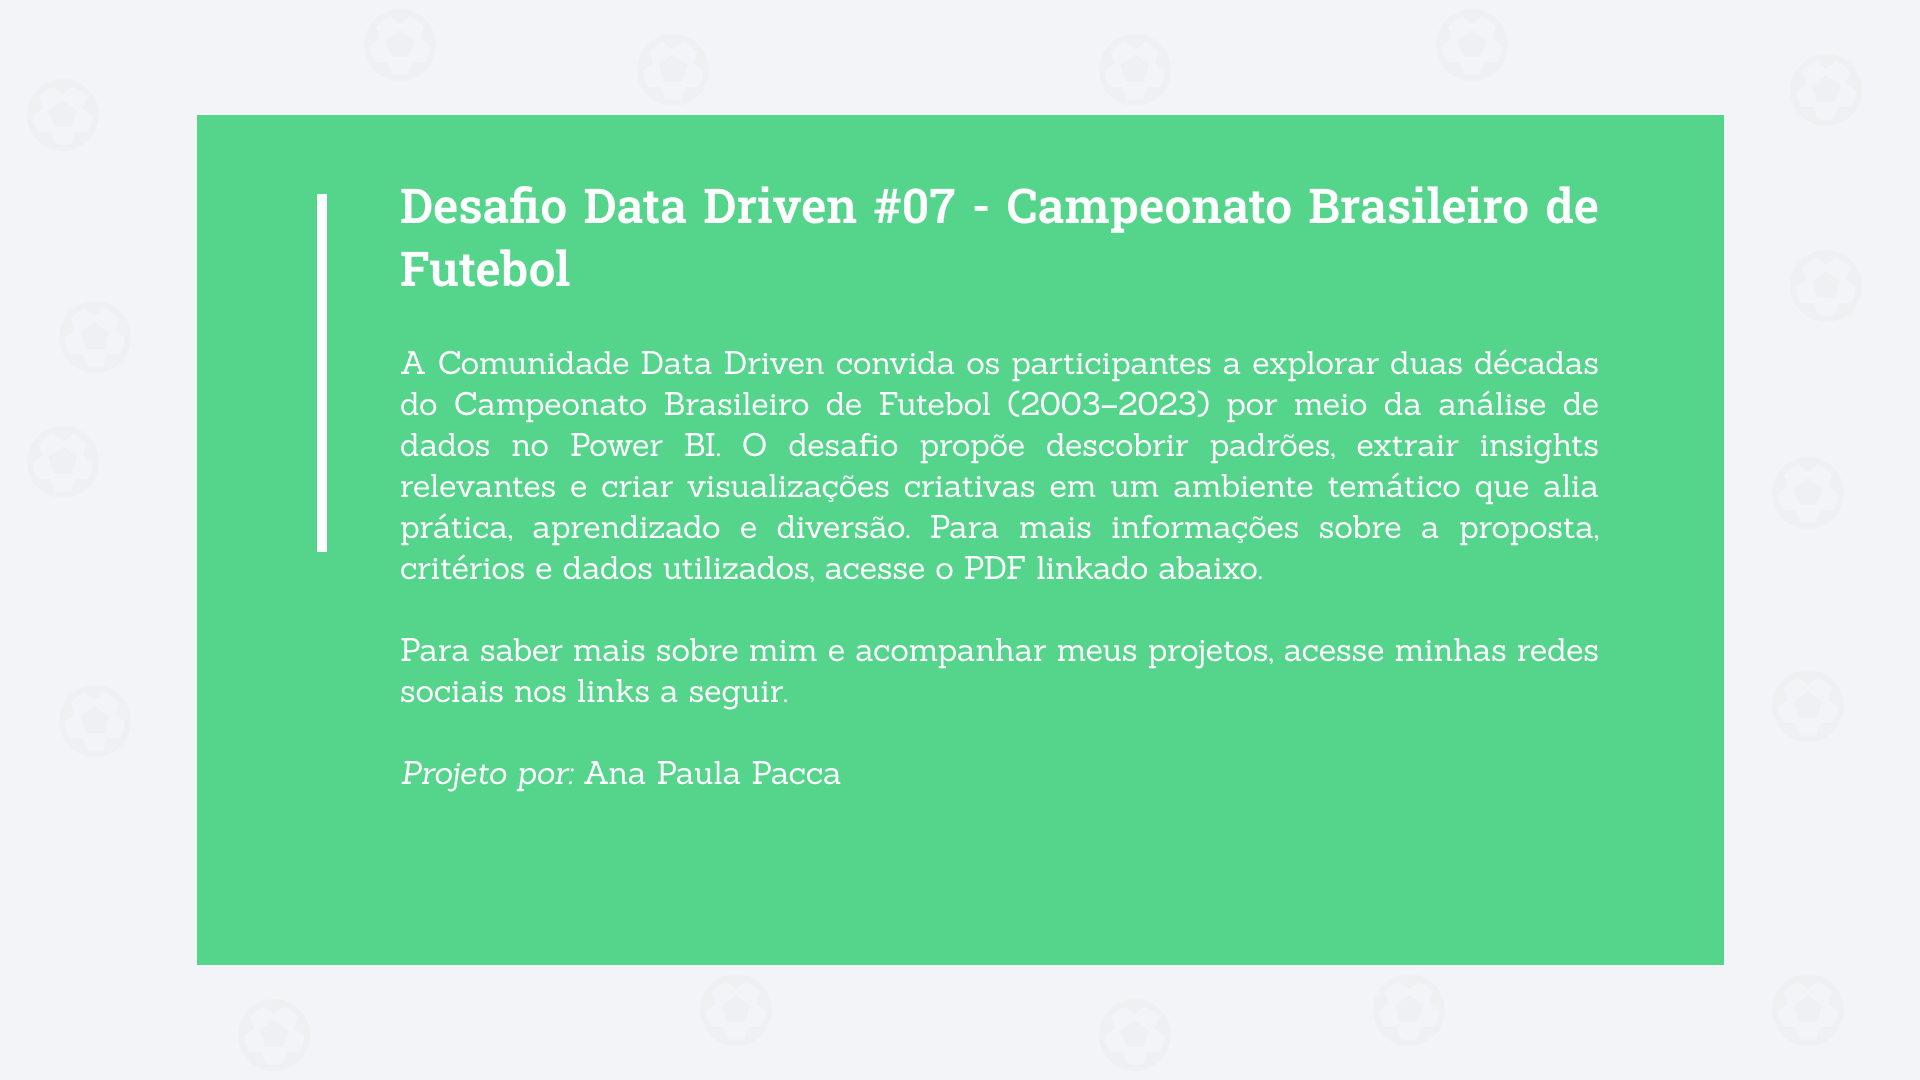 Desafio Data Driven #07 - Campeonato Brasileiro de
Futebol
A Comunidade Data Driven convida os participantes a explorar duas décadas
do Campeonato Brasileiro de Futebol (2003–2023) por meio da análise de
dados no Power BI. O desafio propõe descobrir padrões, extrair insights
relevantes e criar visualizações criativas em um ambiente temático que alia
prática, aprendizado e diversão. Para mais informações sobre a proposta,
critérios e dados utilizados, acesse o PDF linkado abaixo.
Para saber mais sobre mim e acompanhar meus projetos, acesse minhas redes
sociais nos links a seguir.
Projeto por: Ana Paula Pacca